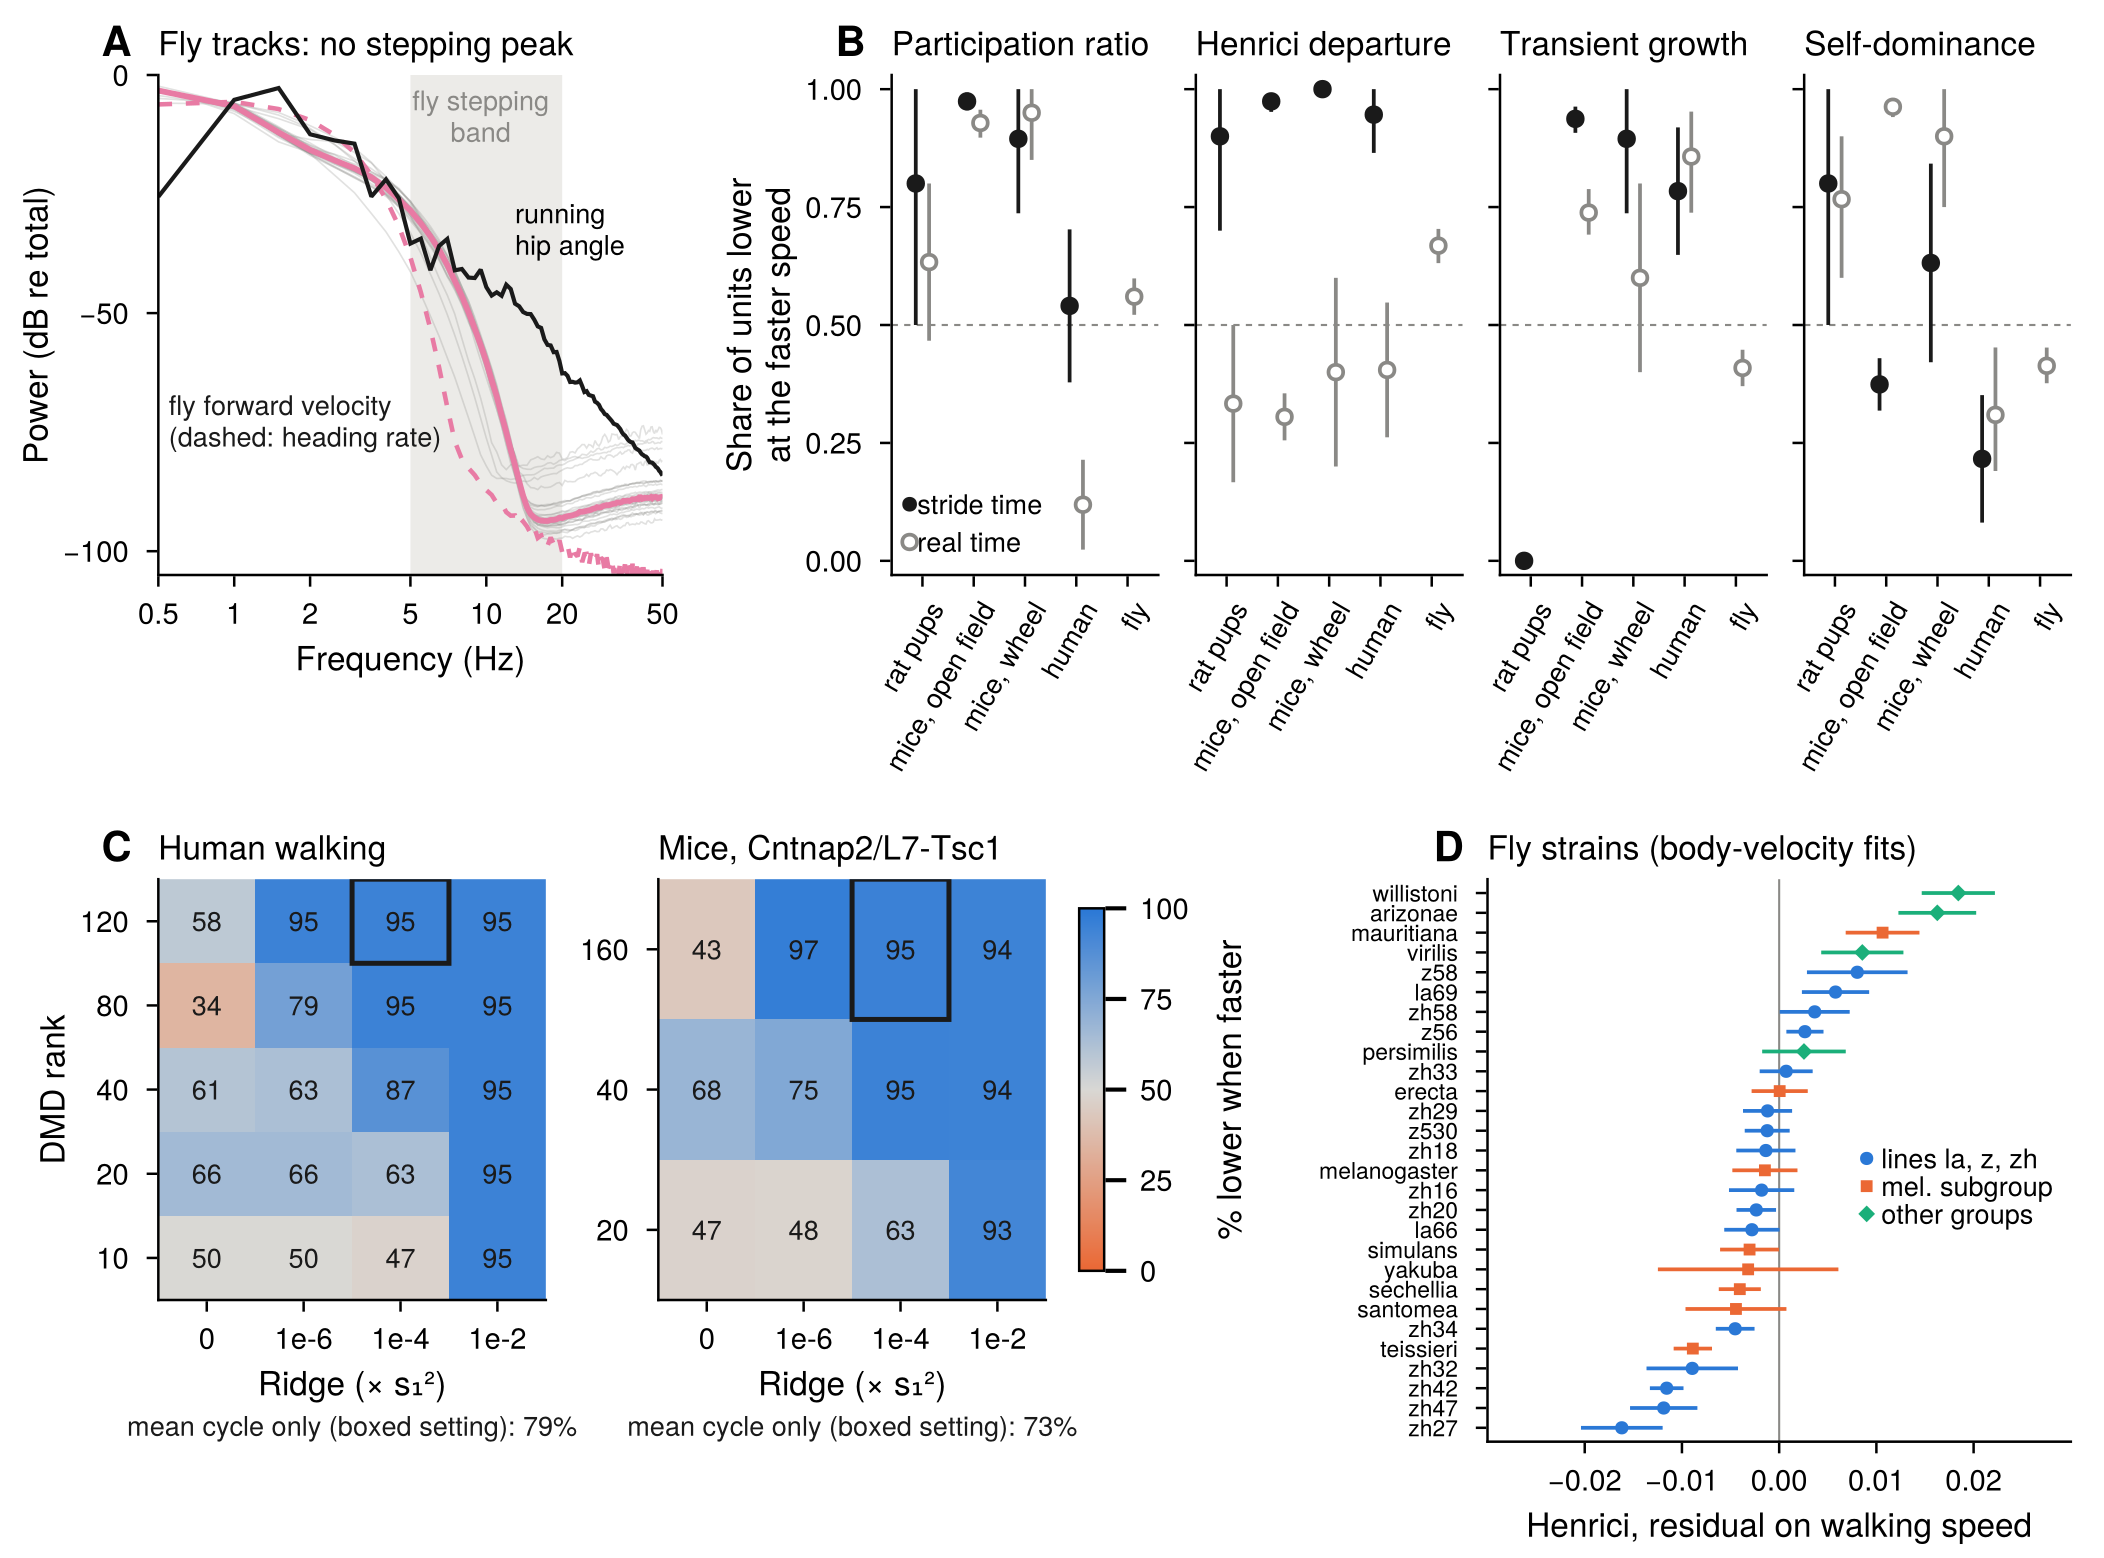 A Fly tracks: no stepping peak
0
−50
−100
Power (dB re total)
fly stepping
band
running
hip angle
fly forward velocity
(dashed: heading rate)
0.5 1 2 5 10 20 50
Frequency (Hz)
B Participation ratio Henrici departure Transient growth Self-dominance
1.00
0.75
0.50
0.25
0.00
Share of units lower
at the faster speed
stride time
real time
rat pups mice, open field mice, wheel human fly
rat pups mice, open field mice, wheel human fly
rat pups mice, open field mice, wheel human fly
rat pups mice, open field mice, wheel human fly
C Human walking
DMD rank
120 58 95 95 95
80 34 79 95 95
40 61 63 87 95
20 66 66 63 95
10 50 50 47 95
0 1e-6 1e-4 1e-2
Ridge (× s₁²)
mean cycle only (boxed setting): 79%
Mice, Cntnap2/L7-Tsc1
160 43 97 95 94
40 68 75 95 94
20 47 48 63 93
0 1e-6 1e-4 1e-2
Ridge (× s₁²)
mean cycle only (boxed setting): 73%
100
75
50
25
0
% lower when faster
D Fly strains (body-velocity fits)
willistoni
arizonae
mauritiana
virilis
z58
la69
zh58
z56
persimilis
zh33
erecta
zh29
z530
zh18
melanogaster
zh16
zh20
la66
simulans
yakuba
sechellia
santomea
zh34
teissieri
zh32
zh42
zh47
zh27
lines la, z, zh
mel. subgroup
other groups
−0.02 −0.01 0.00 0.01 0.02
Henrici, residual on walking speed